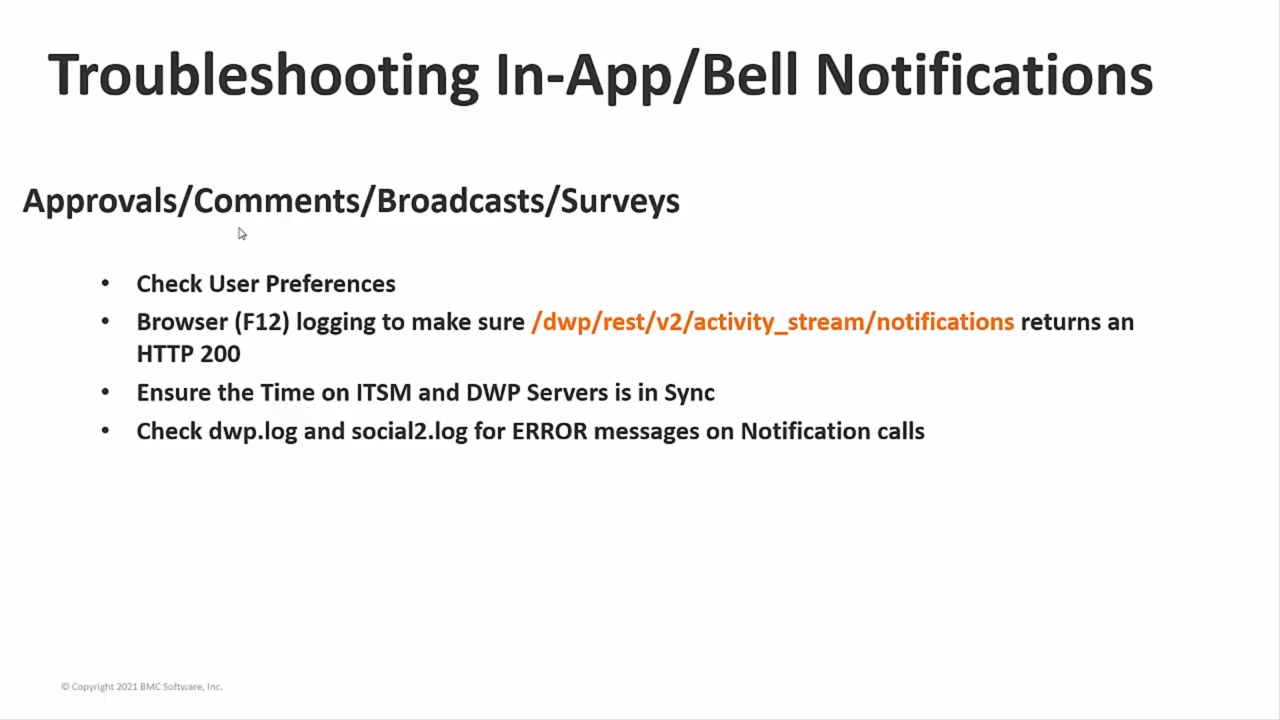 Troubleshooting In-App/Bell Notifications
Approvals/Comments/Broadcasts/Surveys
• Check User Preferences
• Browser (F12) logging to make sure /dwp/rest/v2/activity_stream/notifications returns an
HTTP 200
• Ensure the Time on ITSM and DWP Servers is in Sync
• Check dwp.log and social2.log for ERROR messages on Notification calls
© Copyright 2021 BMC Software, Inc.